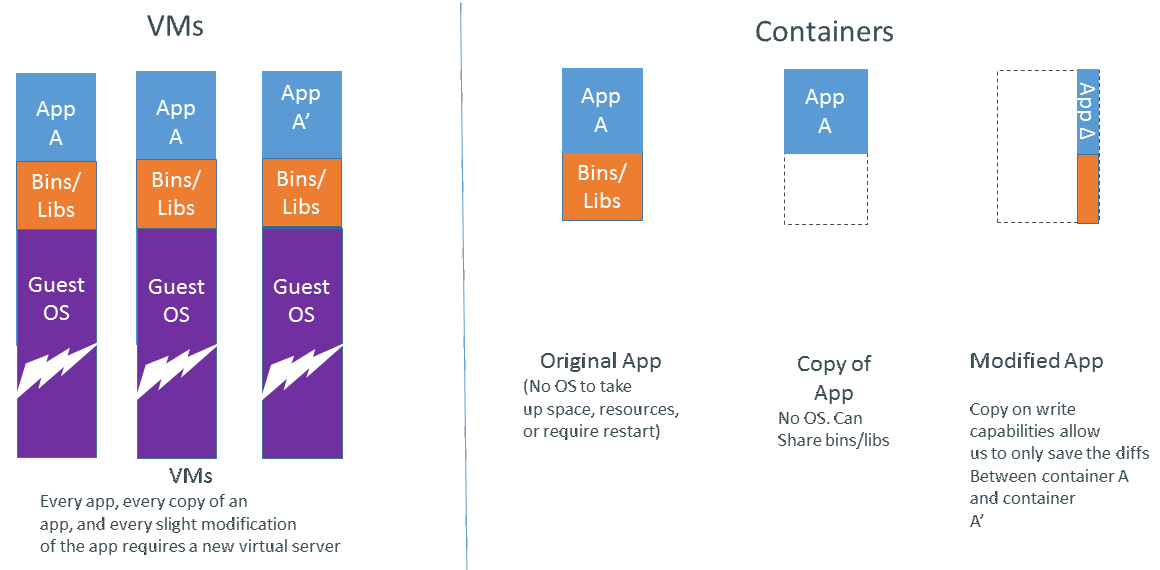 VMs
App
A
Bins/
Libs
Guest
OS
App
A
Bins/
Libs
Guest
OS
App
A’
Bins/
Libs
Guest
OS
VMs
Every app, every copy of an
app, and every slight modification
of the app requires a new virtual server
Containers
App
A
Bins/
Libs
Original App
(No OS to take
up space, resources,
or require restart)
App
A
Copy of
App
No OS. Can
Share bins/libs
App Δ
Modified App
Copy on write
capabilities allow
us to only save the diffs
Between container A
and container
A’